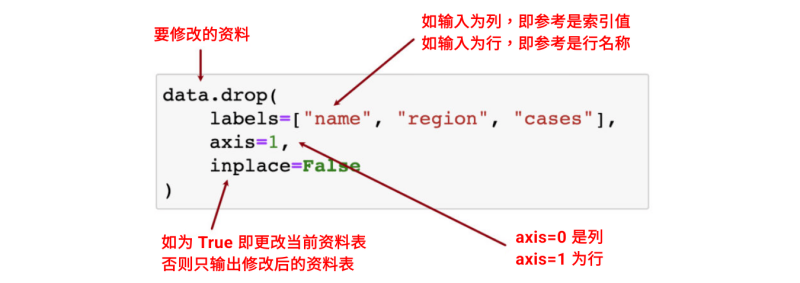 要修改的资料
如输入为列，即参考是索引值
如输入为行，即参考是行名称
data.drop(
labels=["name", "region", "cases"],
axis=1,
inplace=False
)
如为 True 即更改当前资料表
否则只输出修改后的资料表
axis=0 是列
axis=1 为行